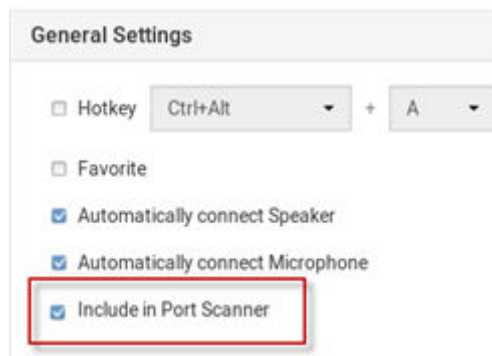 General Settings
Hotkey Ctrl+Alt + A
Favorite
Automatically connect Speaker
Automatically connect Microphone
Include in Port Scanner